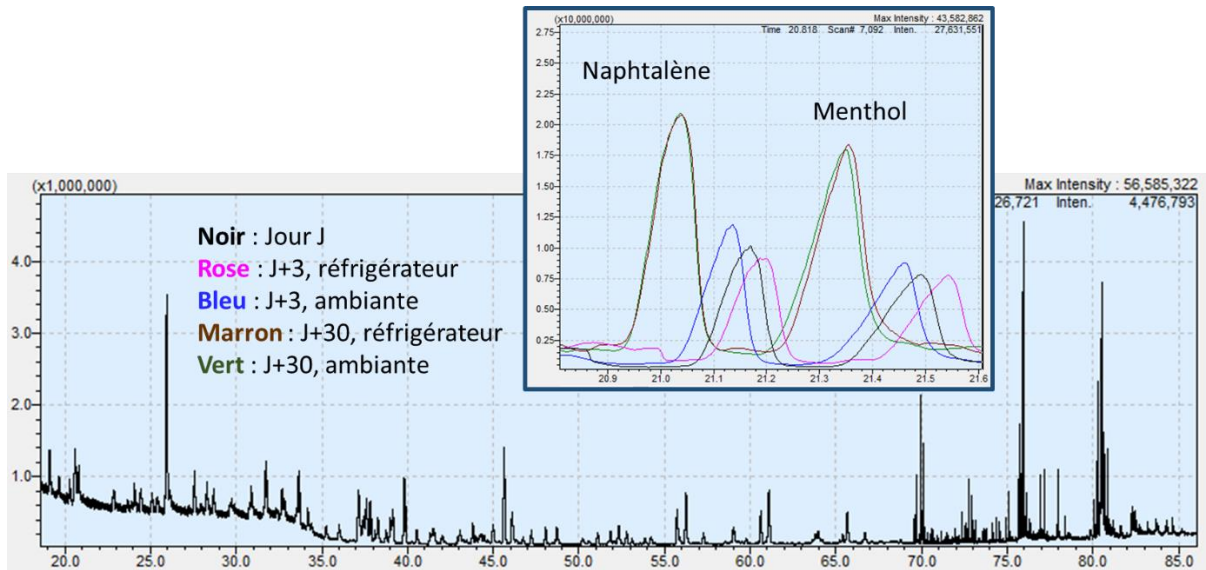 (x10,000,000)
Max Intensity : 43,582,862
Time 20.818 Scan# 7,092 Inten. 27,631,551
2.75
2.50
2.25
2.00
1.75
1.50
1.25
1.00
0.75
0.50
0.25
Naphtalène
Menthol
20.9 21.0 21.1 21.2 21.3 21.4 21.5 21.6
(x1,000,000)
Max Intensity : 56,585,322
26,721 Inten. 4,476,793
4.0
3.0
2.0
1.0
Noir : Jour J
Rose : J+3, réfrigérateur
Bleu : J+3, ambiante
Marron : J+30, réfrigérateur
Vert : J+30, ambiante
20.0 25.0 30.0 35.0 40.0 45.0 50.0 55.0 60.0 65.0 70.0 75.0 80.0 85.0